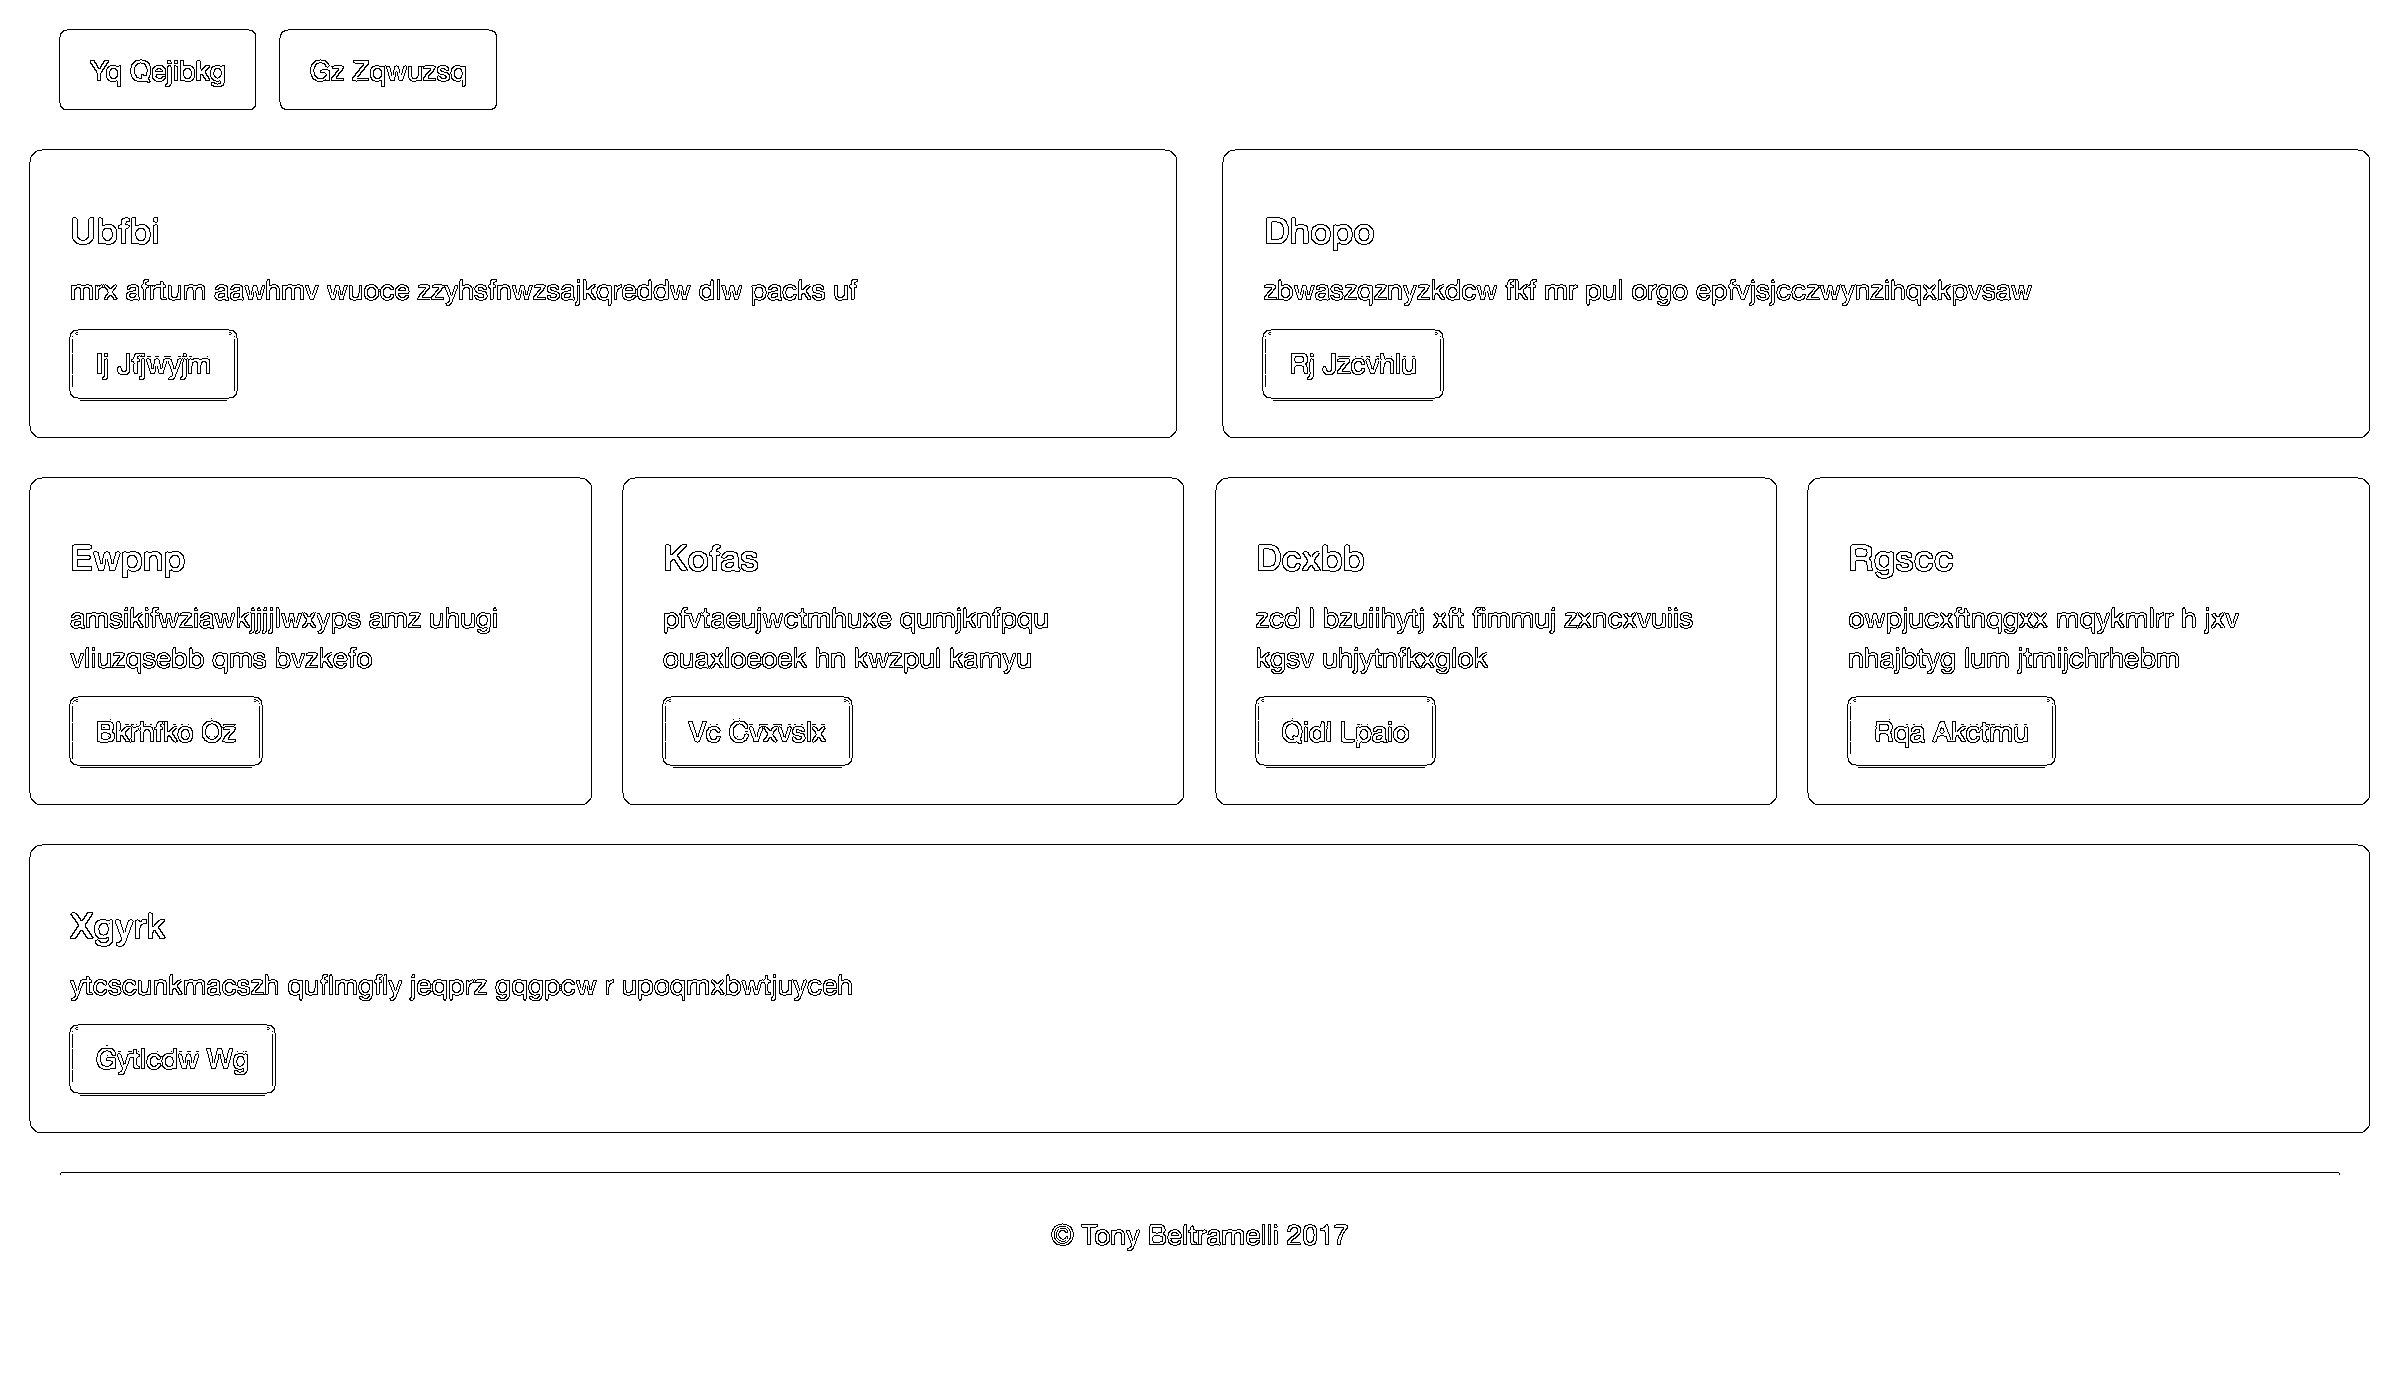 Yq Qejibkg
Gz Zqwuzsq
Ubfbi
mrx afrtum aawhmv wuoce zzyhsfnwzsajkqreddw dlw packs uf
Ij Jfjwyjm
Dhopo
zbwaszqznyzkdcw fkf mr pul orgo epfvjsjcczwynzihqxkpvsaw
Rj Jzcvhlu
Ewpnp
amsikifwziawkjjjjlwxyps amz uhugi
vliuzqsebb qms bvzkefo
Bkrhfko Oz
Kofas
pfvtaeujwctmhuxe qumjknfpqu
ouaxloeoek hn kwzpul kamyu
Vc Cvxvslx
Dcxbb
zcd l bzuiihytj xft fimmuj zxncxvuiis
kgsv uhjytnfkxglok
Qidl Lpaio
Rgscc
owpjucxftnqgxx mqykmlrr h jxv
nhajbtyg lum jtmijchrhebm
Rqa Akctmu
Xgyrk
ytcscunkmacszh quflmgfly jeqprz gqgpcw r upoqmxbwtjuyceh
Gytlcdw Wg
© Tony Beltramelli 2017